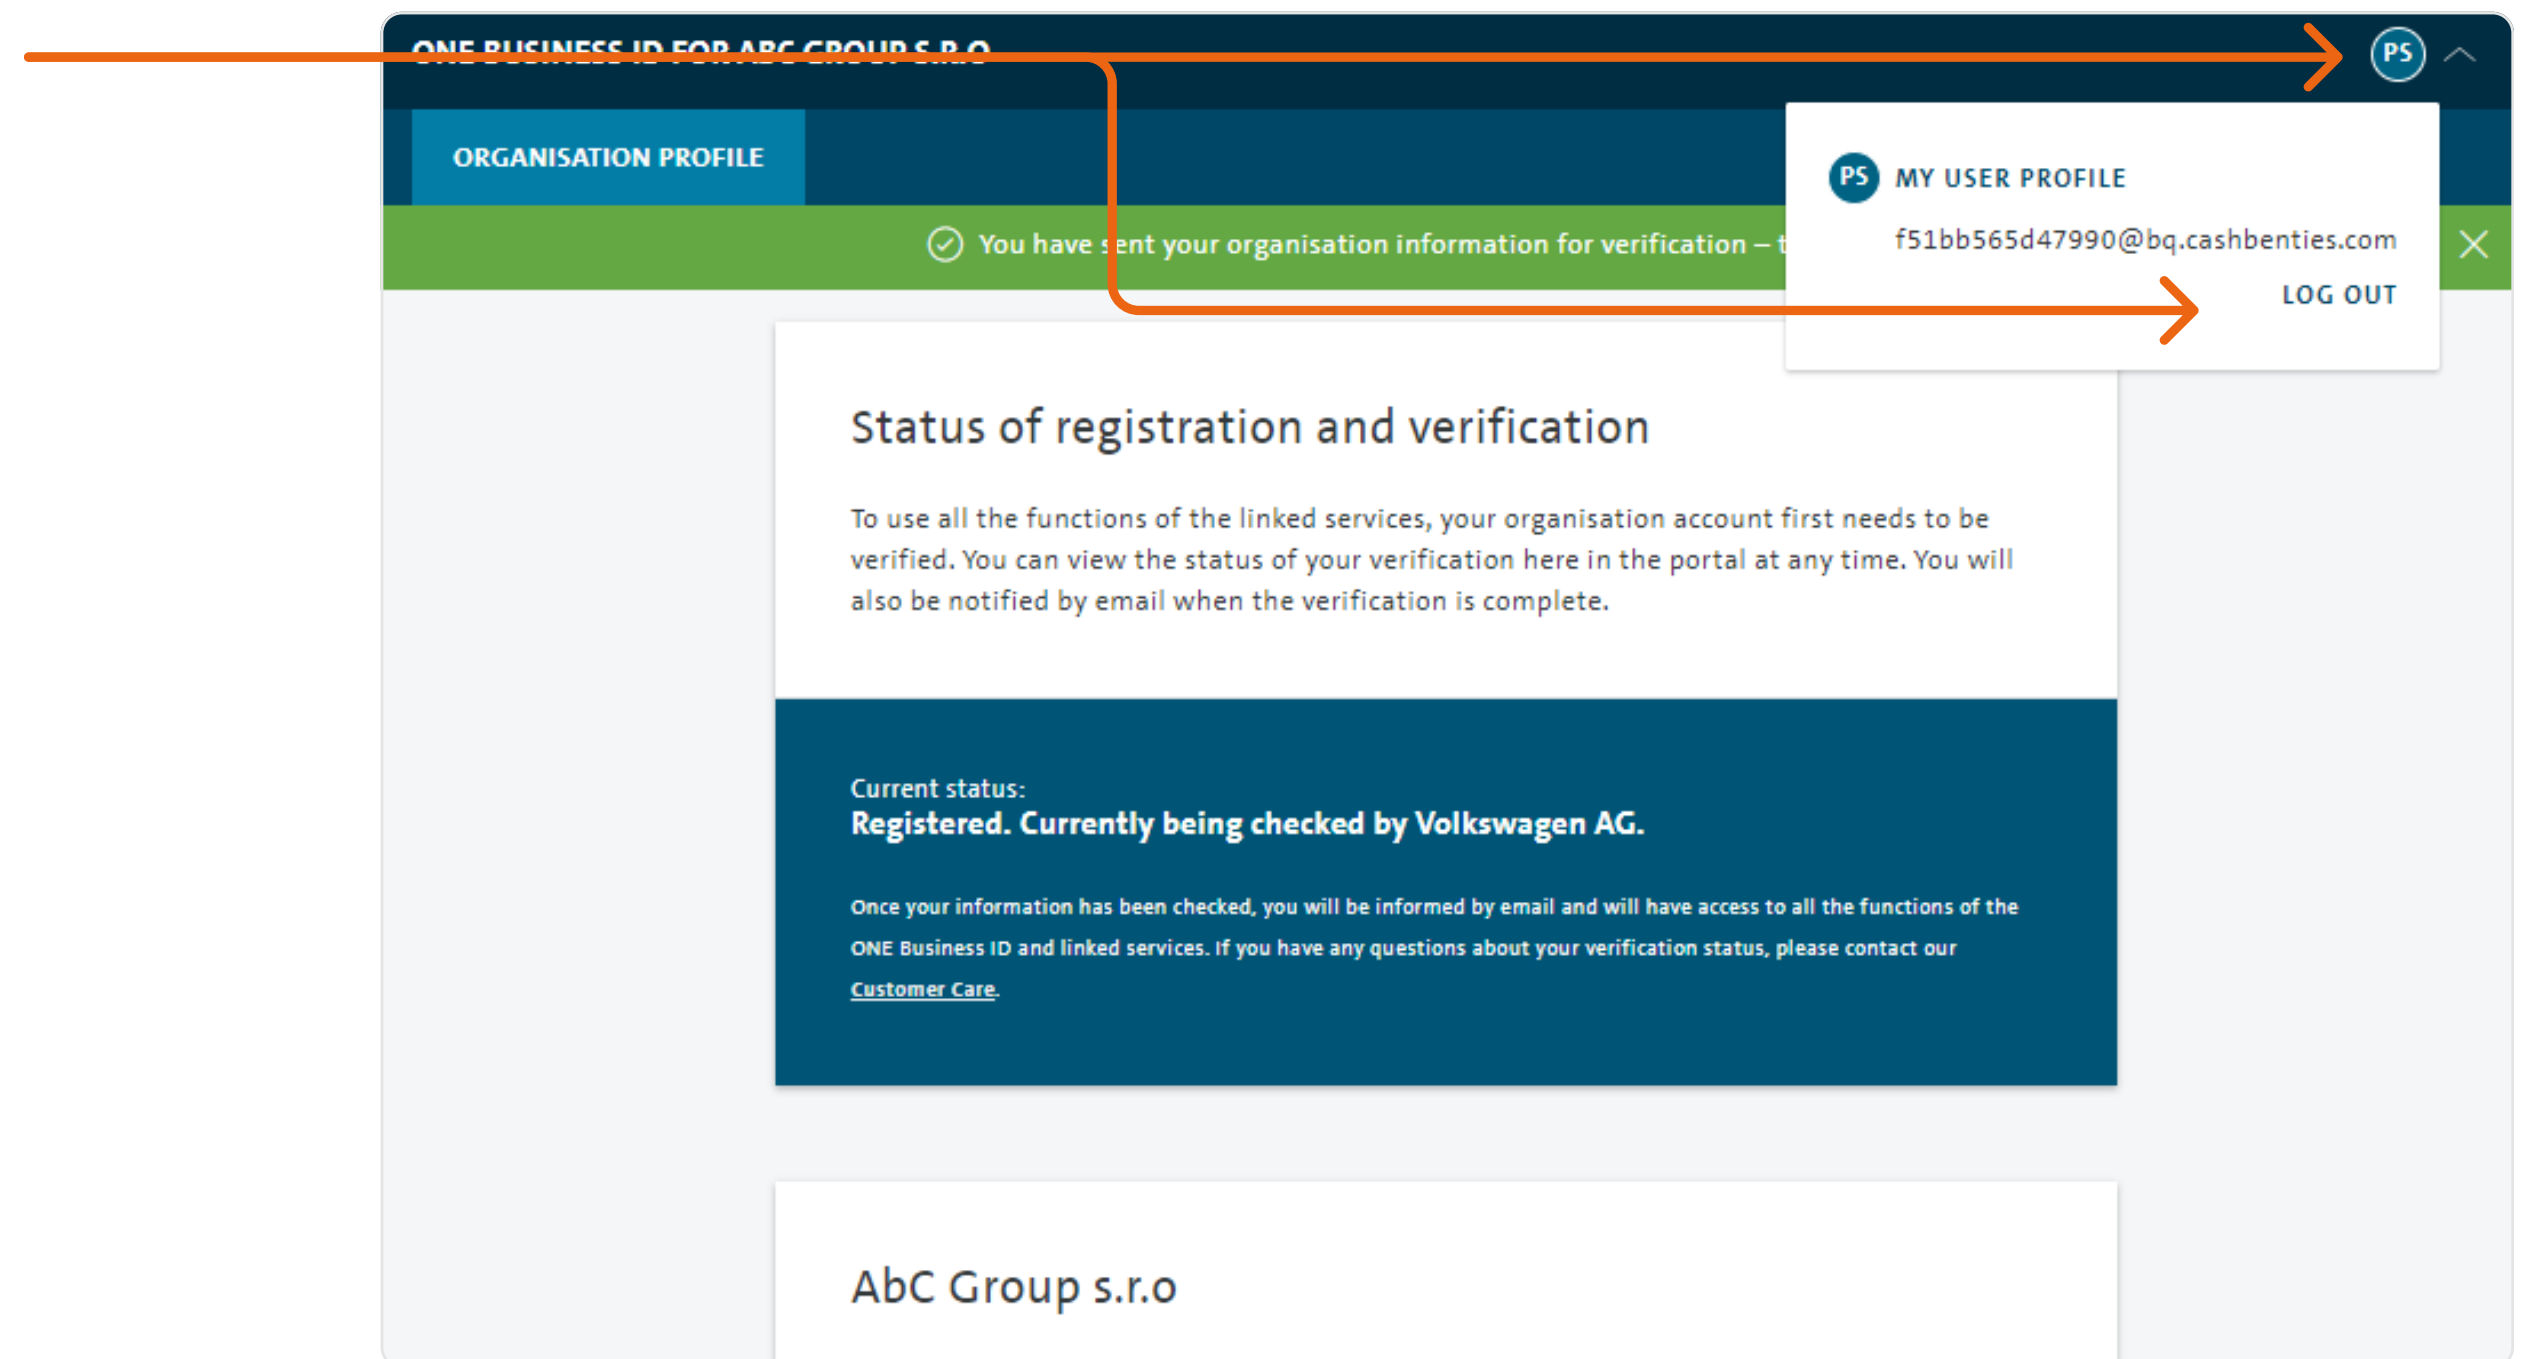 ONE BUSINESS ID FOR ABC GROUP S.R.O
PS
ORGANISATION PROFILE
PS MY USER PROFILE
f51bb565d47990@bq.cashbenties.com
LOG OUT
You have sent your organisation information for verification – t
Status of registration and verification
To use all the functions of the linked services, your organisation account first needs to be
verified. You can view the status of your verification here in the portal at any time. You will
also be notified by email when the verification is complete.
Current status:
Registered. Currently being checked by Volkswagen AG.
Once your information has been checked, you will be informed by email and will have access to all the functions of the
ONE Business ID and linked services. If you have any questions about your verification status, please contact our
Customer Care.
AbC Group s.r.o